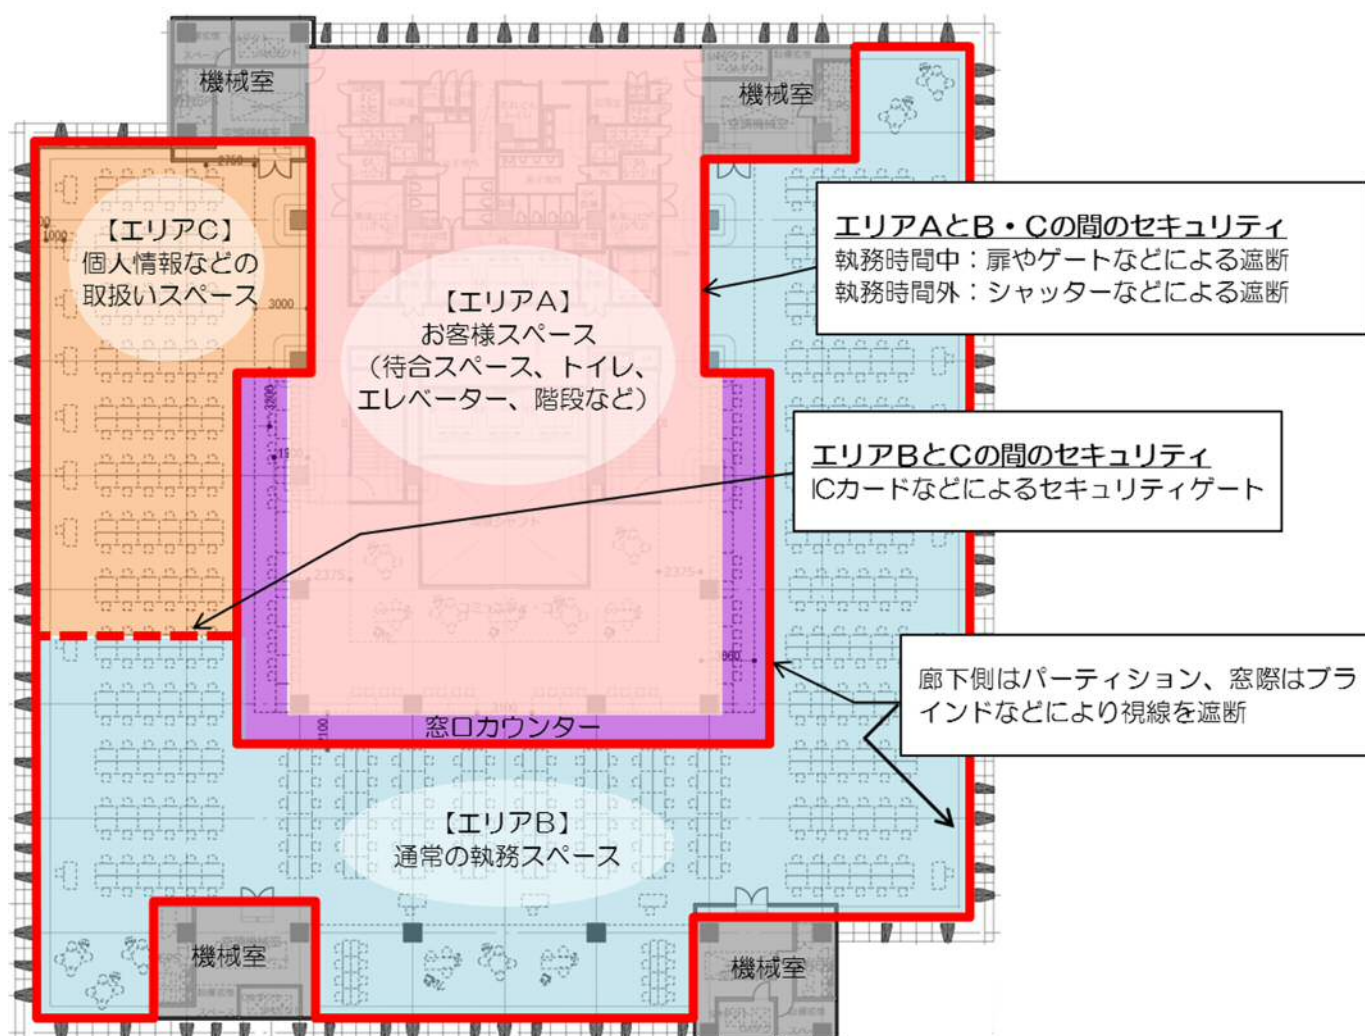 機械室
機械室
【エリアC】
個人情報などの
取扱いスペース
【エリアA】
お客様スペース
（待合スペース、トイレ、
エレベーター、階段など）
エリアAとB・Cの間のセキュリティ
執務時間中：扉やゲートなどによる遮断
執務時間外：シャッターなどによる遮断
エリアBとCの間のセキュリティ
ICカードなどによるセキュリティゲート
廊下側はパーティション、窓際はブラ
インドなどにより視線を遮断
窓口カウンター
【エリアB】
通常の執務スペース
機械室
機械室
2750
1000
3000
3200
2375
2375
2100